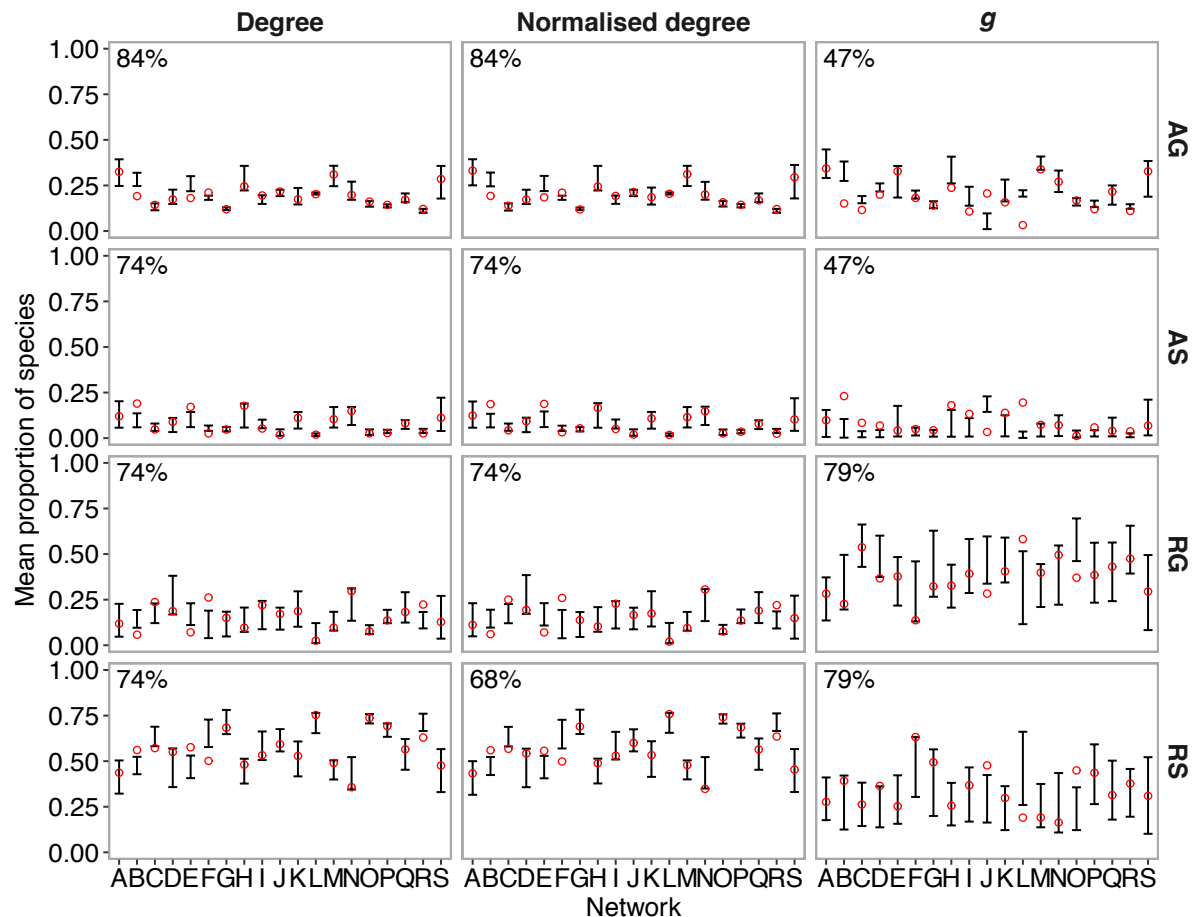 Degree
Normalised degree
g
Mean proportion of species
1.00
0.75
0.50
0.25
0.00
84%
84%
47%
AG
1.00
0.75
0.50
0.25
0.00
74%
74%
47%
AS
1.00
0.75
0.50
0.25
0.00
74%
74%
79%
RG
1.00
0.75
0.50
0.25
0.00
74%
68%
79%
RS
A B C D E F G H I J K L M N O P Q R S
A B C D E F G H I J K L M N O P Q R S
A B C D E F G H I J K L M N O P Q R S
Network